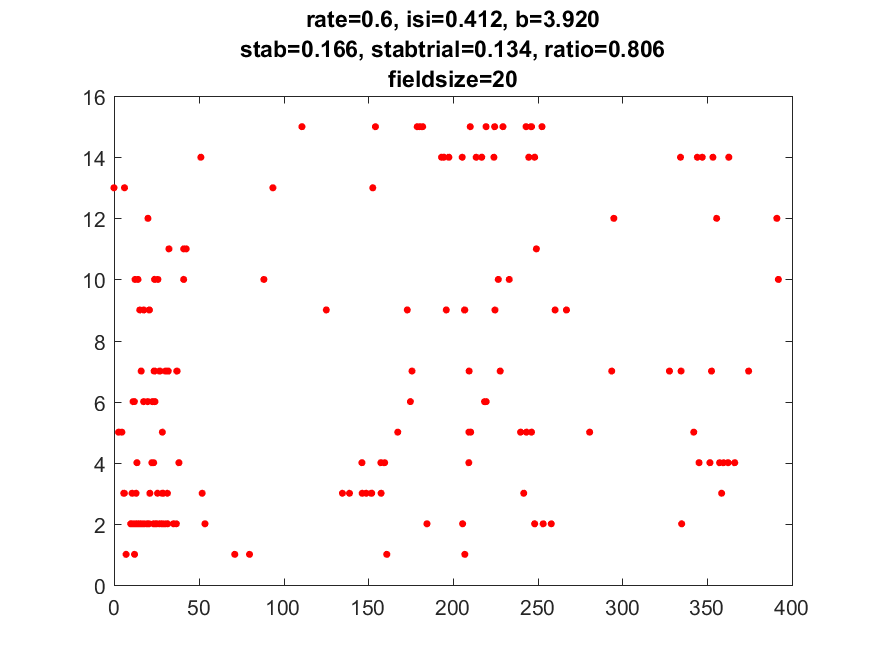 rate=0.6, isi=0.412, b=3.920
stab=0.166, stabtrial=0.134, ratio=0.806
fieldsize=20
16
14
12
10
8
6
4
2
0
0 50 100 150 200 250 300 350 400